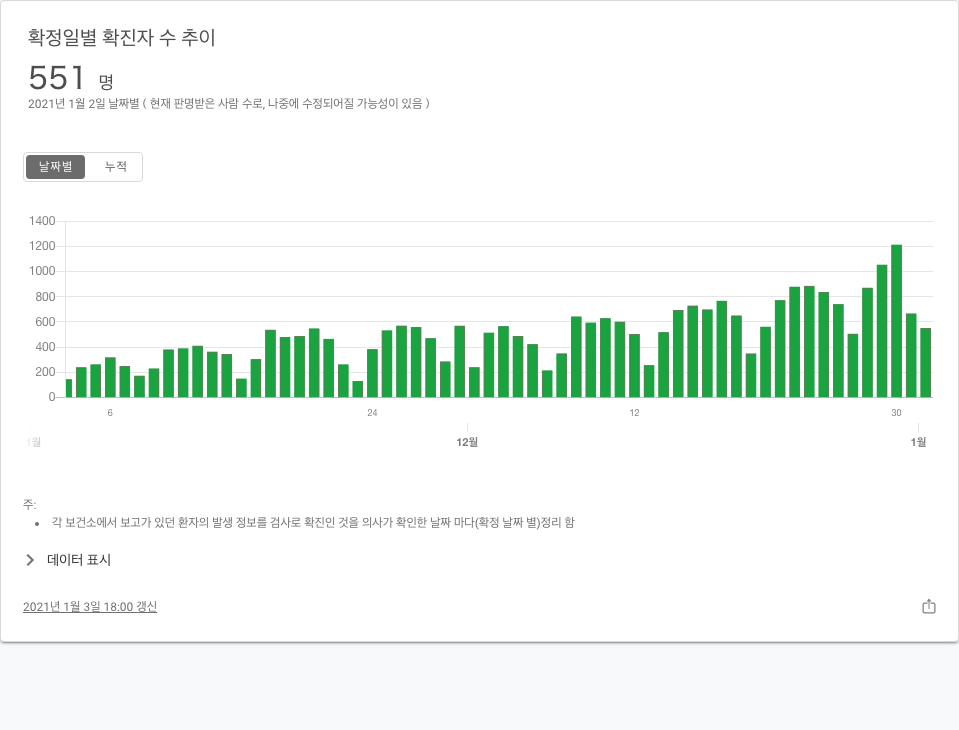 확정일별 확진자 수 추이
551 명
2021년 1월 2일 날짜별 ( 현재 판명받은 사람 수로, 나중에 수정되어질 가능성이 있음 )
날짜별 누적
1400
1200
1000
800
600
400
200
0
6 24 12 30
1월 12월 1월
주:
• 각 보건소에서 보고가 있던 환자의 발생 정보를 검사로 확진인 것을 의사가 확인한 날짜 마다(확정 날짜 별)정리 함
데이터 표시
2021년 1월 3일 18:00 갱신